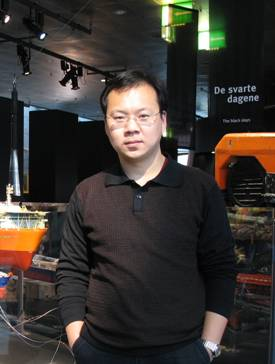 De svarte
dagene
The black days